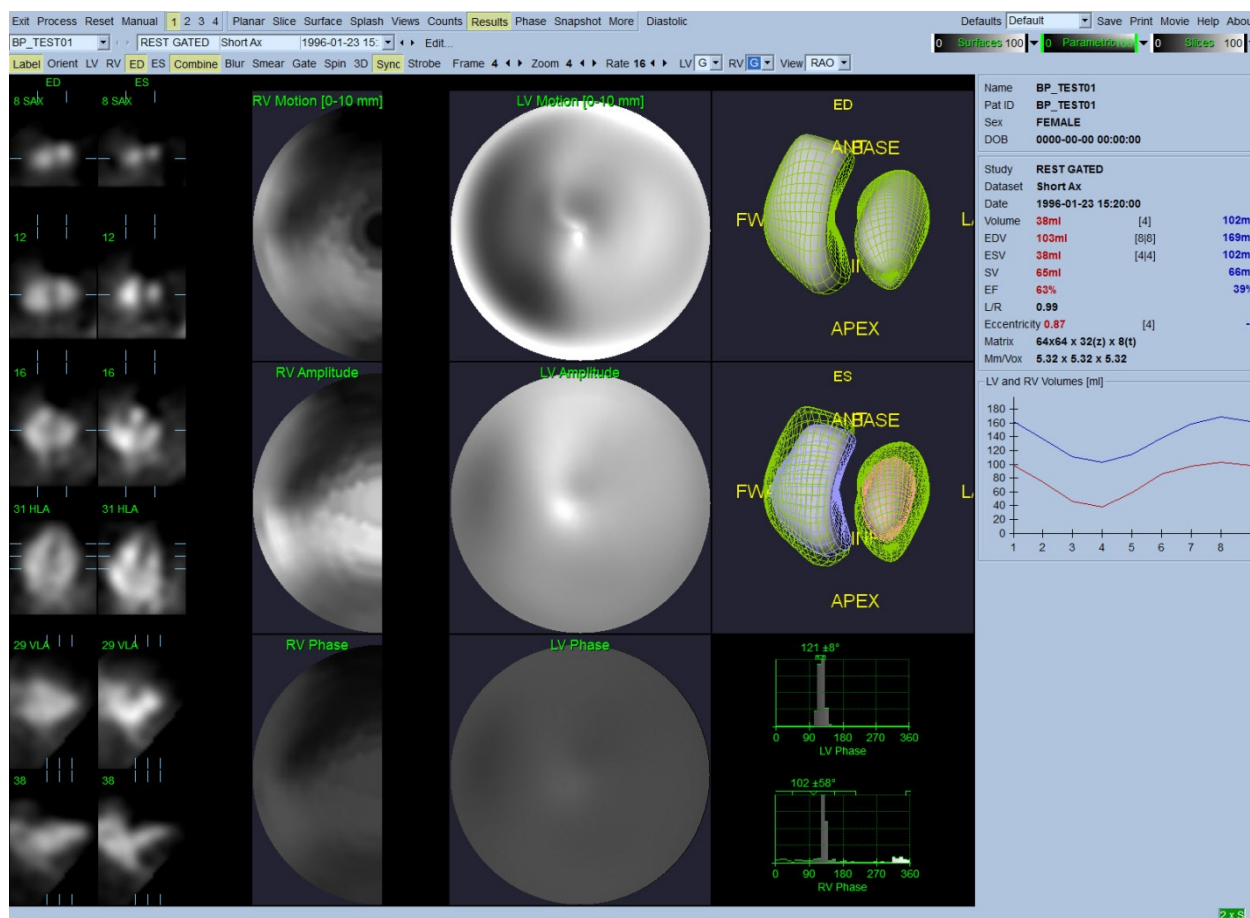 Exit Process Reset Manual 1 2 3 4 Planar Slice Surface Splash Views Counts Results Phase Snapshot More Diastolic Defaults Default Save Print Movie Help Abou
BP_TEST01 REST GATED Short Ax 1996-01-23 15: Edit... 0 Surfaces 100 0 Parametric 100 0 Slices 100
Label Orient LV RV ED ES Combine Blur Smear Gate Spin 3D Sync Strobe Frame 4 Zoom 4 Rate 16 LV G RV G View RAO
ED ES
8 SAX 8 SAX
12 12
16 16
31 HLA 31 HLA
29 VLA 29 VLA
38 38
RV Motion [0-10 mm]
LV Motion [0-10 mm]
ED
ANT BASE
FW
L
IN
APEX
RV Amplitude
LV Amplitude
ES
ANT BASE
FW
L
INF
APEX
RV Phase
LV Phase
121 ±8°
0 90 180 270 360
LV Phase
102 ±58°
0 90 180 270 360
RV Phase
Name BP_TEST01
Pat ID BP_TEST01
Sex FEMALE
DOB 0000-00-00 00:00:00
Study REST GATED
Dataset Short Ax
Date 1996-01-23 15:20:00
Volume 38ml [4] 102m
EDV 103ml [8|8] 169m
ESV 38ml [4|4] 102m
SV 65ml 66m
EF 63% 39%
L/R 0.99
Eccentricity 0.87 [4] -
Matrix 64x64 x 32(z) x 8(t)
Mm/Vox 5.32 x 5.32 x 5.32
LV and RV Volumes [ml]
180
160
140
120
100
80
60
40
20
0
1 2 3 4 5 6 7 8
2 x S